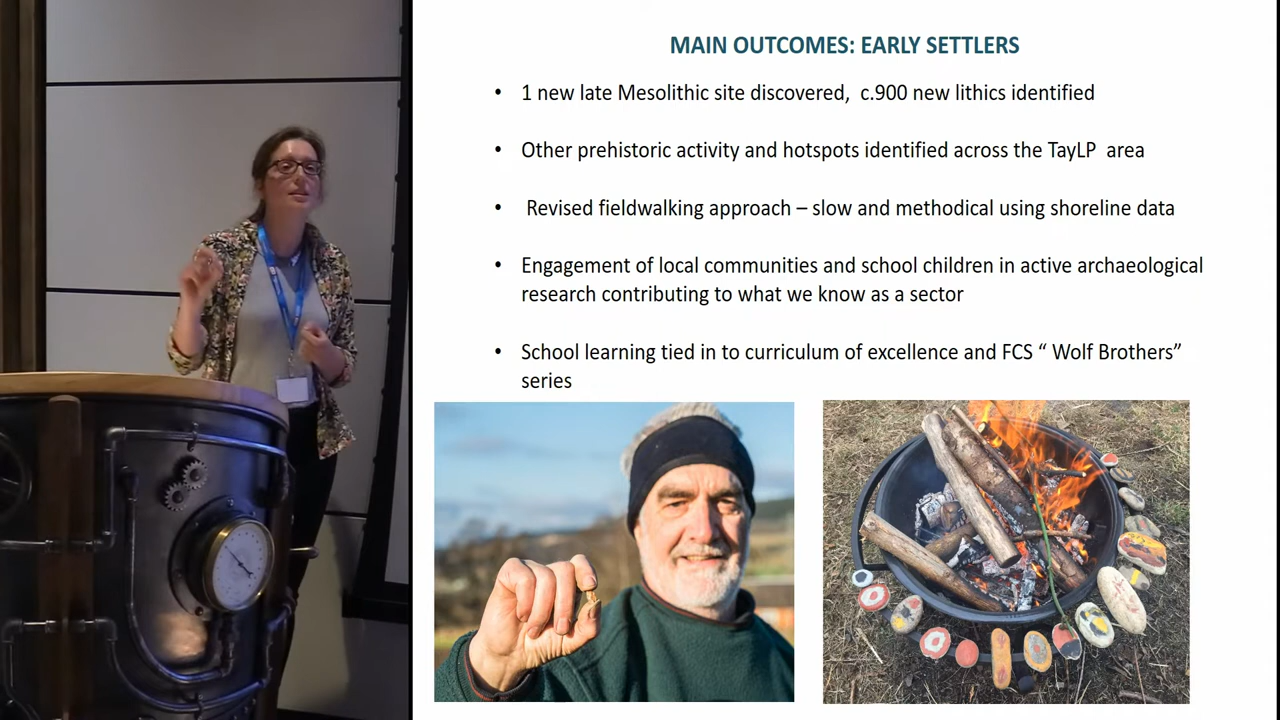 MAIN OUTCOMES: EARLY SETTLERS
• 1 new late Mesolithic site discovered, c.900 new lithics identified
• Other prehistoric activity and hotspots identified across the TayLP area
• Revised fieldwalking approach – slow and methodical using shoreline data
• Engagement of local communities and school children in active archaeological
research contributing to what we know as a sector
• School learning tied in to curriculum of excellence and FCS “ Wolf Brothers”
series